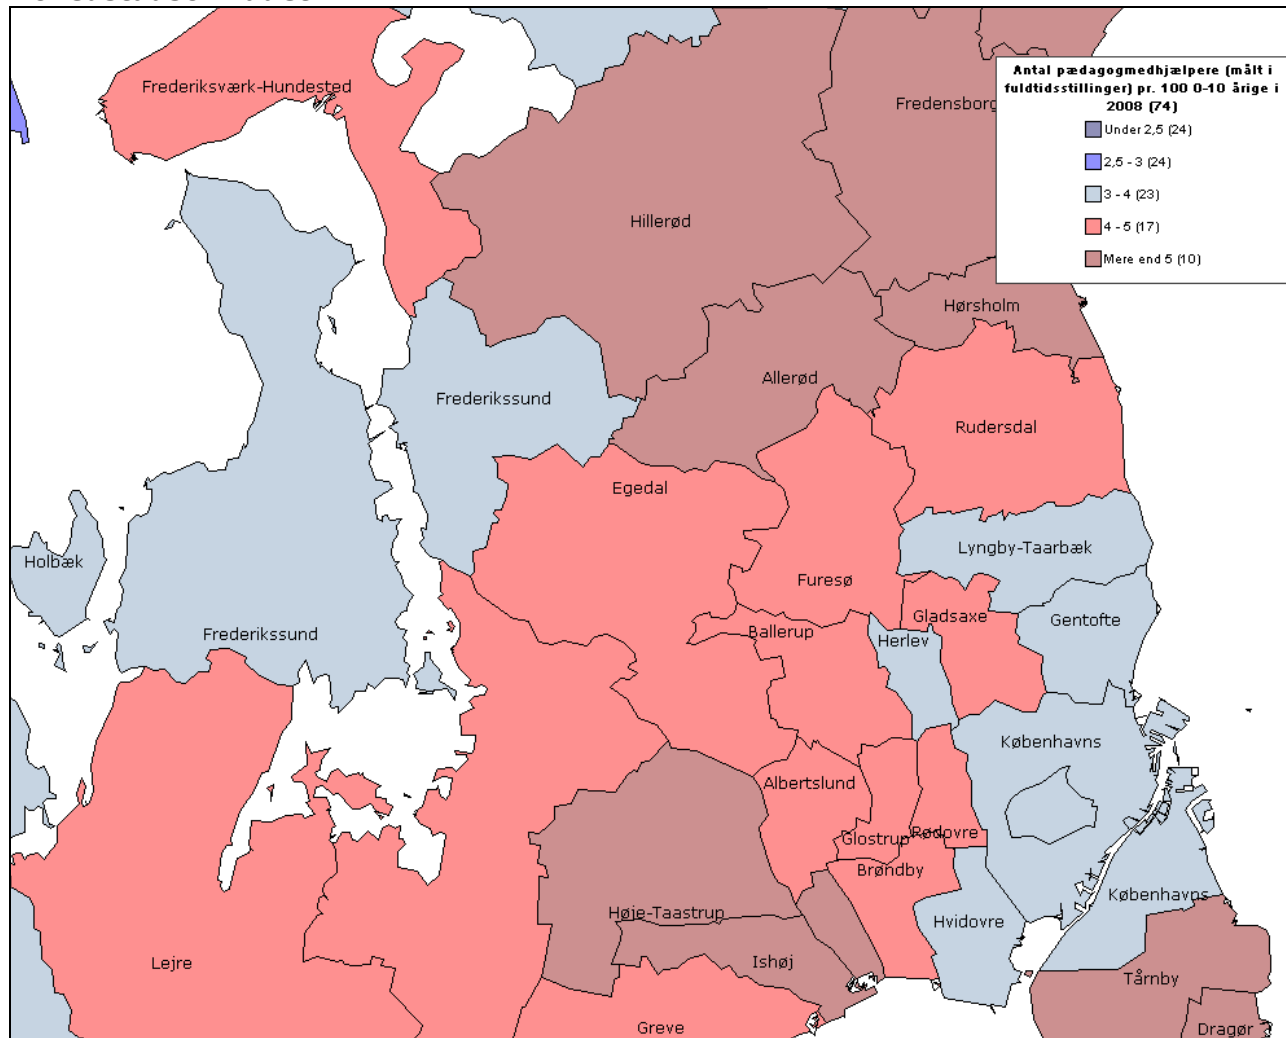 Frederiksværk-Hundested
Fredensborg
Antal pædagogmedhjælpere (målt i
fuldtidsstillinger) pr. 100 0-10 årige i
2008 (74)
Under 2,5 (24)
2,5 - 3 (24)
3 - 4 (23)
4 - 5 (17)
Mere end 5 (10)
Hillerød
Hørsholm
Allerød
Frederikssund
Rudersdal
Egedal
Lyngby-Taarbæk
Holbæk
Furesø
Gladsaxe
Gentofte
Frederikssund
Ballerup
Herlev
Københavns
Albertslund
Glostrup
Rødovre
Brøndby
Københavns
Høje-Taastrup
Hvidovre
Lejre
Ishøj
Tårnby
Greve
Dragør